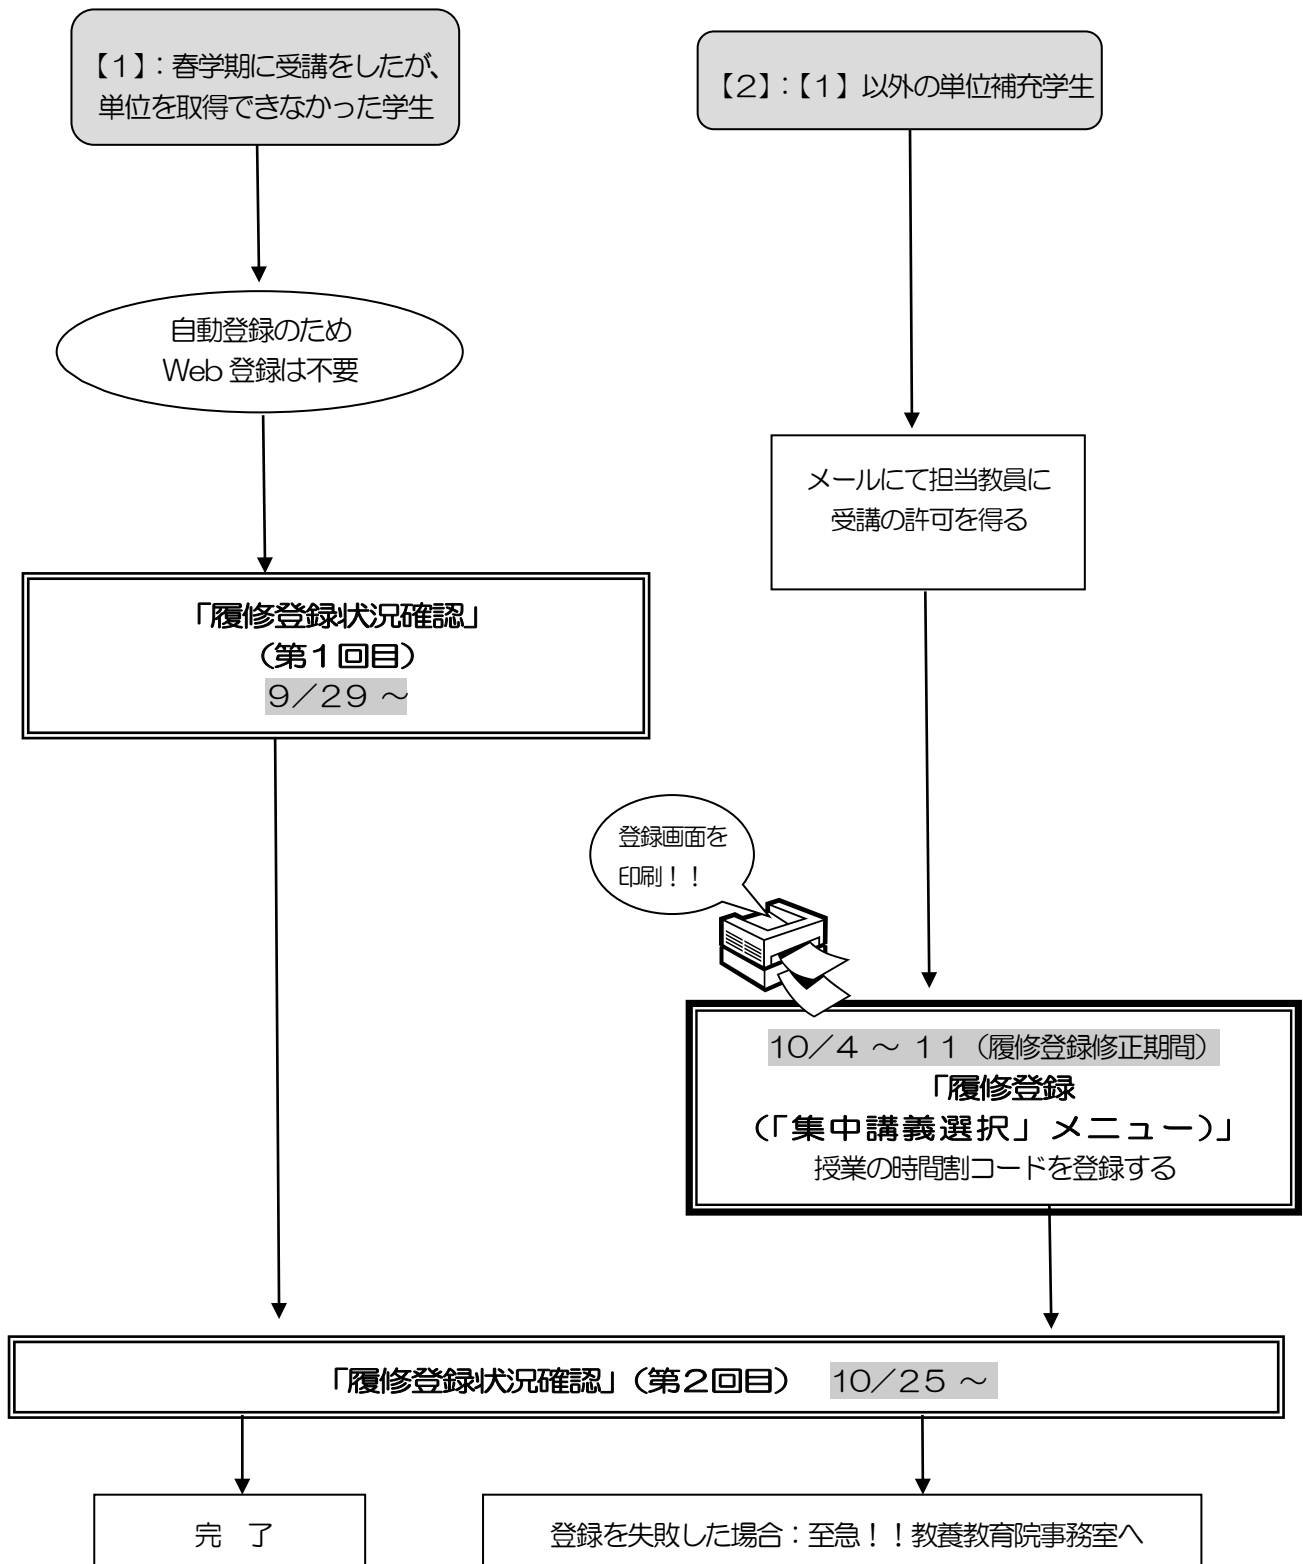 【1】：春学期に受講をしたが、
単位を取得できなかった学生
【2】：【1】以外の単位補充学生
自動登録のため
Web 登録は不要
メールにて担当教員に
受講の許可を得る
「履修登録状況確認」
（第１回目）
９／２９ ～
登録画面を
印刷！！
10／4 ～ １１（履修登録修正期間）
「履修登録
（「集中講義選択」メニュー）」
授業の時間割コードを登録する
「履修登録状況確認」（第２回目） 10／２５ ～
完　了
登録を失敗した場合：至急！！教養教育院事務室へ